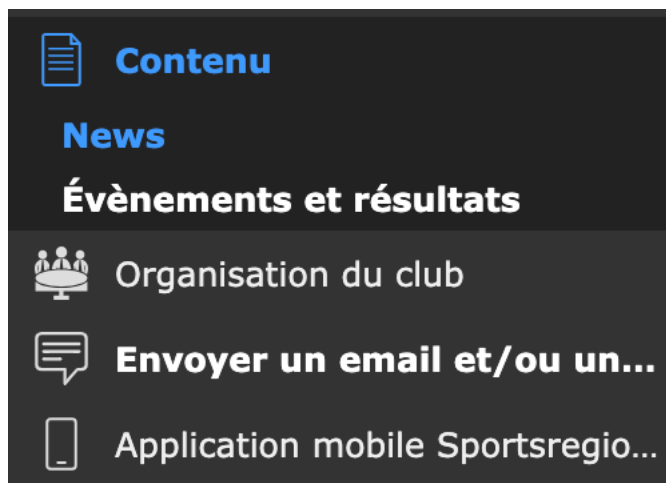 Contenu
News
Évènements et résultats
Organisation du club
Envoyer un email et/ou un...
Application mobile Sportsregio...